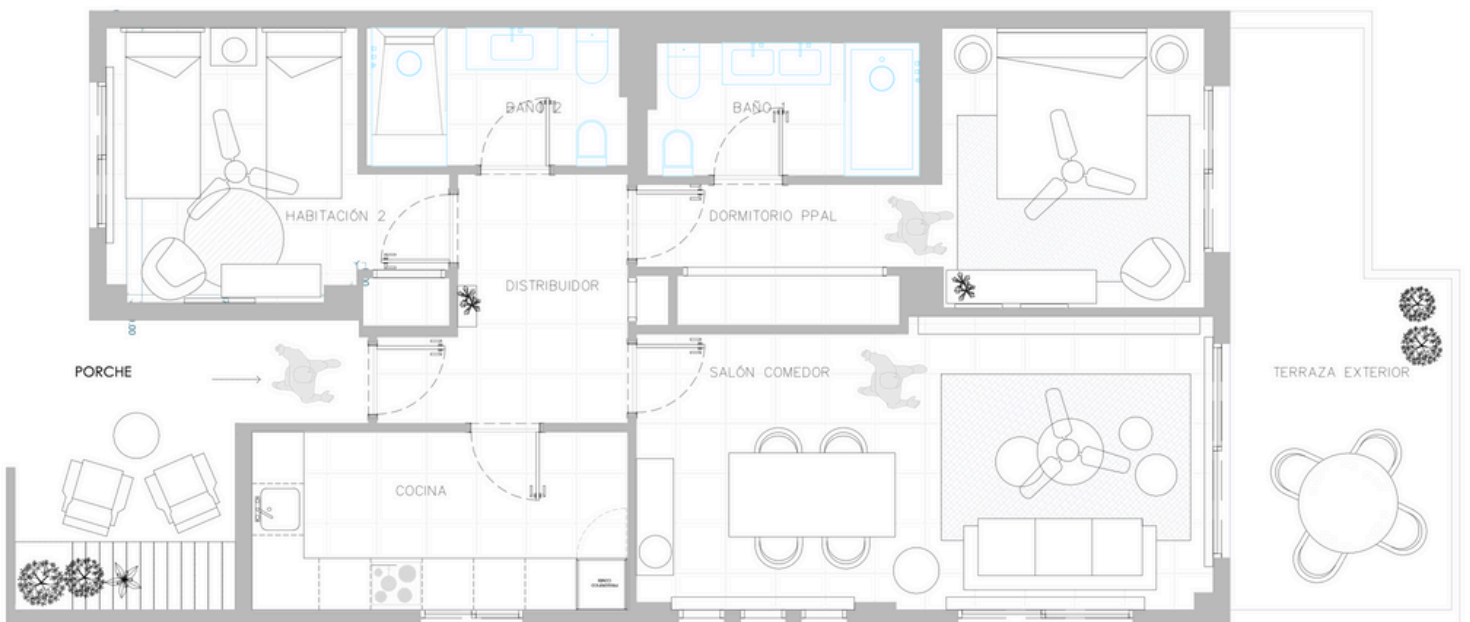 BAÑO 2
BAÑO 1
HABITACIÓN 2
DORMITORIO PPAL
DISTRIBUIDOR
PORCHE
SALÓN COMEDOR
TERRAZA EXTERIOR
COCINA